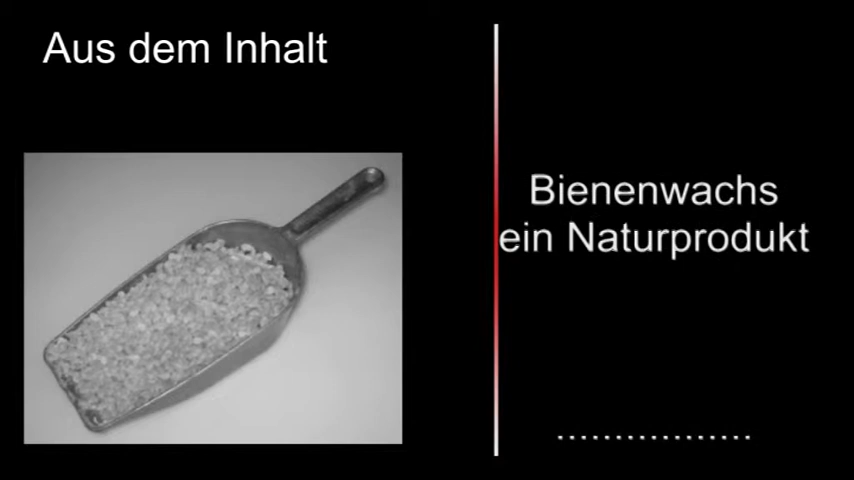 Aus dem Inhalt
Bienenwachs
ein Naturprodukt
.................